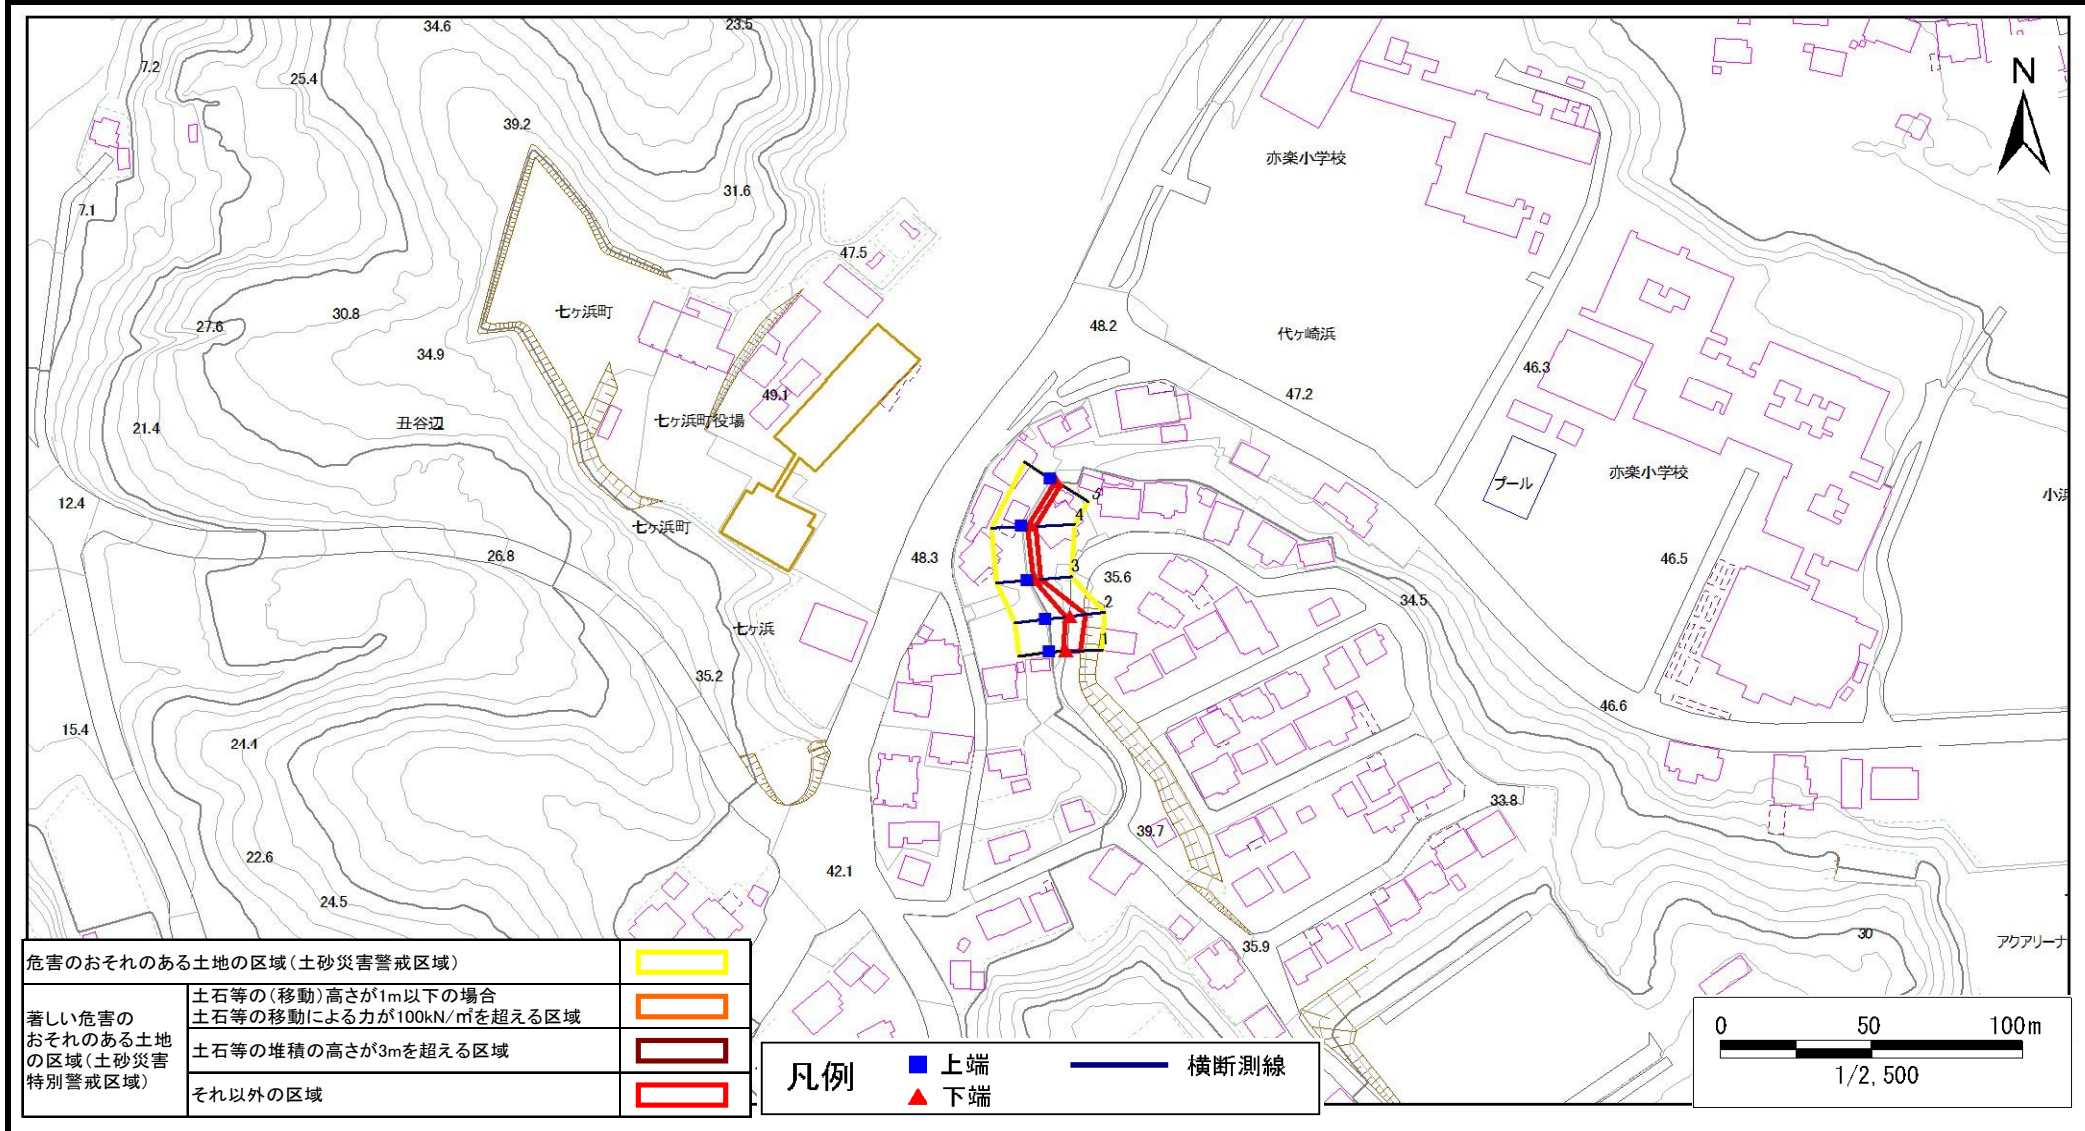 34.6
23.5
7.2
25.4
N
39.2
亦楽小学校
31.6
7.1
47.5
七ヶ浜町
30.8
27.6
48.2
代ヶ崎浜
34.9
46.3
49.1
47.2
七ヶ浜町役場
21.4
丑谷辺
亦楽小学校
プール
小浜
12.4
5
4
七ヶ浜町
26.8
48.3
3
35.6
46.5
2
34.5
七ヶ浜
1
35.2
46.6
15.4
24.4
33.8
39.7
22.6
42.1
24.5
35.9
30
アクアリーナ
危害のおそれのある土地の区域(土砂災害警戒区域)
著しい危害の
おそれのある土地
の区域(土砂災害
特別警戒区域)
土石等の(移動)高さが1m以下の場合
土石等の移動による力が100kN/㎡を超える区域
土石等の堆積の高さが3mを超える区域
それ以外の区域
凡例
上端
下端
横断測線
0 50 100m
1/2,500